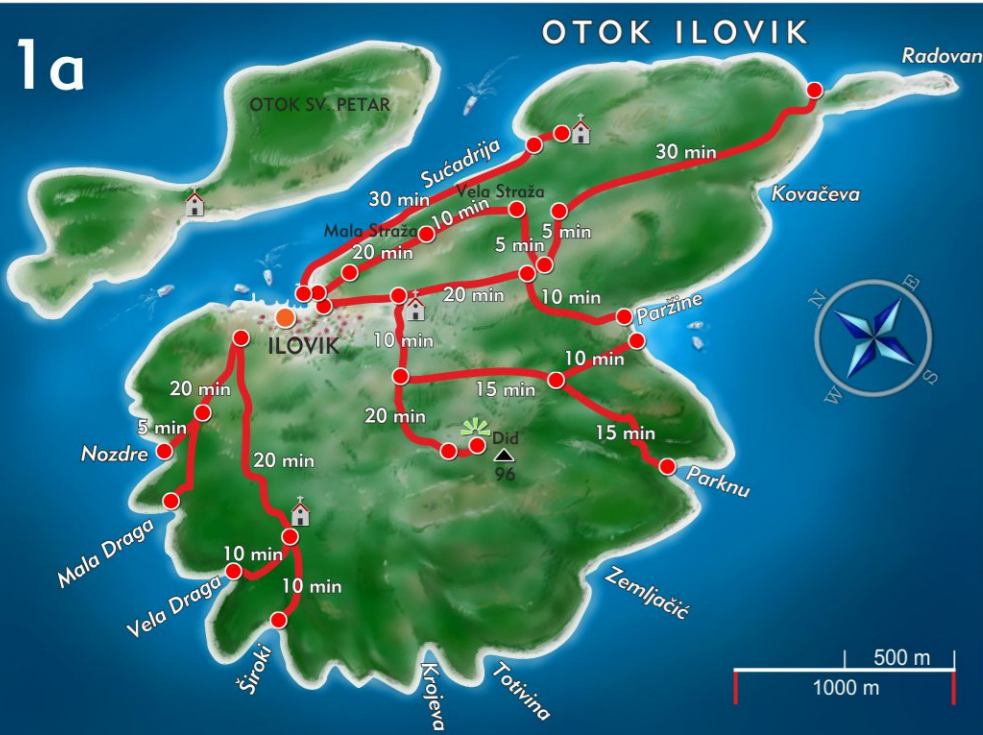 1a
OTOK ILOVIK
Radovan
OTOK SV. PETAR
Sućadrija
30 min
30 min
Vela Straža
Kovačeva
10 min
Mala Straža
5 min
5 min
20 min
20 min
10 min
Paržine
N
E
W
S
ILOVIK
10 min
10 min
20 min
15 min
20 min
5 min
15 min
Nozdre
Did
96
20 min
Parknu
Mala Draga
10 min
10 min
Vela Draga
Zemljačić
Široki
Krojeva
Totivina
500 m
1000 m